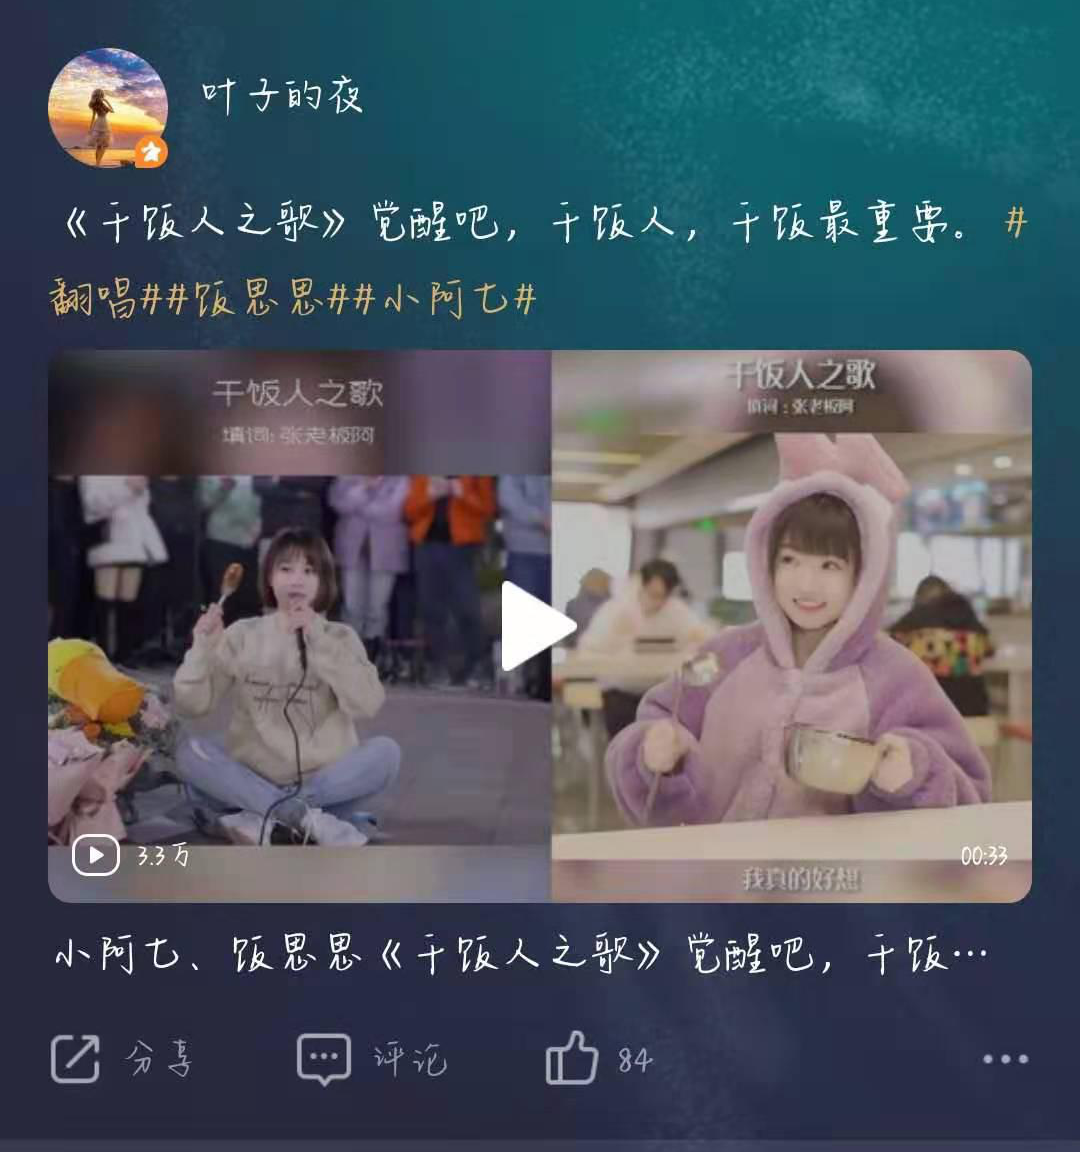 叶子的夜
《干饭人之歌》觉醒吧，干饭人，干饭最重要。#
翻唱##饭思思##小阿七#
干饭人之歌
填词:张老板阿
干饭人之歌
填词:张老板阿
3.3万
00:33
我真的好想
小阿七、饭思思《干饭人之歌》觉醒吧，干饭…
分享
评论
84